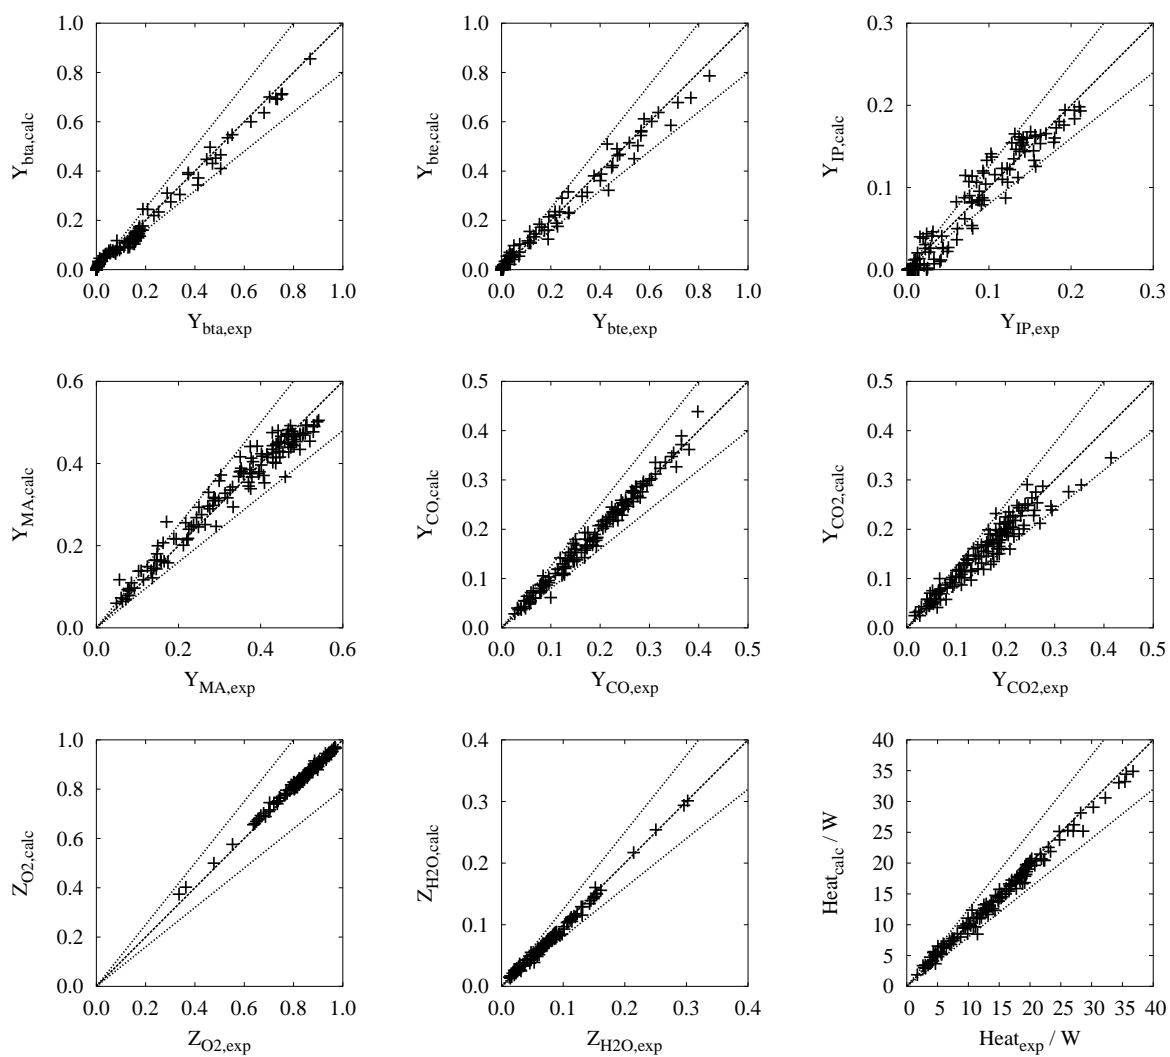 1.0 0.8 0.6 0.4 0.2 0.0
Y_bta,calc
0.0 0.2 0.4 0.6 0.8 1.0
Y_bta,exp
1.0 0.8 0.6 0.4 0.2 0.0
Y_bte,calc
0.0 0.2 0.4 0.6 0.8 1.0
Y_bte,exp
0.3 0.2 0.1 0.0
Y_IP,calc
0.0 0.1 0.2 0.3
Y_IP,exp
0.6 0.4 0.2 0.0
Y_MA,calc
0.0 0.2 0.4 0.6
Y_MA,exp
0.5 0.4 0.3 0.2 0.1 0.0
Y_CO,calc
0.0 0.1 0.2 0.3 0.4 0.5
Y_CO,exp
0.5 0.4 0.3 0.2 0.1 0.0
Y_CO2,calc
0.0 0.1 0.2 0.3 0.4 0.5
Y_CO2,exp
1.0 0.8 0.6 0.4 0.2 0.0
Z_O2,calc
0.0 0.2 0.4 0.6 0.8 1.0
Z_O2,exp
0.4 0.3 0.2 0.1 0.0
Z_H2O,calc
0.0 0.1 0.2 0.3 0.4
Z_H2O,exp
40 35 30 25 20 15 10 5 0
Heat_calc / W
0 5 10 15 20 25 30 35 40
Heat_exp / W